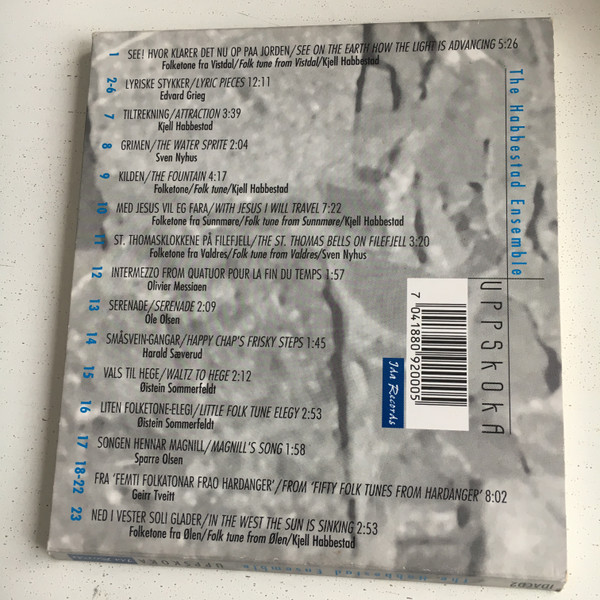 1 SEE! HVOR KLARER DET NU OP PAA JORDEN/SEE ON THE EARTH HOW THE LIGHT IS ADVANCING 5:26
Folketone fra Vistdal/Folk tune from Vistdal/Kjell Habbestad
2-6 LYRISKE STYKKER/LYRIC PIECES 12:11
Edvard Grieg
7 TILTREKNING/ATTRACTION 3:39
Kjell Habbestad
8 GRIMEN/THE WATER SPRITE 2:04
Sven Nyhus
9 KILDEN/THE FOUNTAIN 4:17
Folketone/Folk tune/Kjell Habbestad
10 MED JESUS VIL EG FARA/WITH JESUS I WILL TRAVEL 7:22
Folketone fra Sunnmøre/Folk tune from Sunnmøre/Kjell Habbestad
11 ST. THOMASKLOKKENE PÅ FILEFJELL/THE ST. THOMAS BELLS ON FILEFJELL 3:20
Folketone fra Valdres/Folk tune from Valdres/Sven Nyhus
12 INTERMEZZO FROM QUATUOR POUR LA FIN DU TEMPS 1:57
Olivier Messiaen
13 SERENADE/SERENADE 2:09
Ole Olsen
14 SMÅSVEIN-GANGAR/HAPPY CHAP'S FRISKY STEPS 1:45
Harald Sæverud
15 VALS TIL HEGE/WALTZ TO HEGE 2:12
Øistein Sommerfeldt
16 LITEN FOLKETONE-ELEGI/LITTLE FOLK TUNE ELEGY 2:53
Øistein Sommerfeldt
17 SONGEN HENNAR MAGNILL/MAGNILL'S SONG 1:58
Sparre Olsen
18-22 FRA 'FEMTI FOLKATONAR FRAO HARDANGER'/FROM 'FIFTY FOLK TUNES FROM HARDANGER' 8:02
Geirr Tveitt
23 NED I VESTER SOLI GLADER/IN THE WEST THE SUN IS SINKING 2:53
Folketone fra Ølen/Folk tune from Ølen/Kjell Habbestad
The Habbestad Ensemble
UPPSKOKA
7 041880 920005
Ida Records
The Habbestad Ensemble
UPPSKOKA
IDACD2